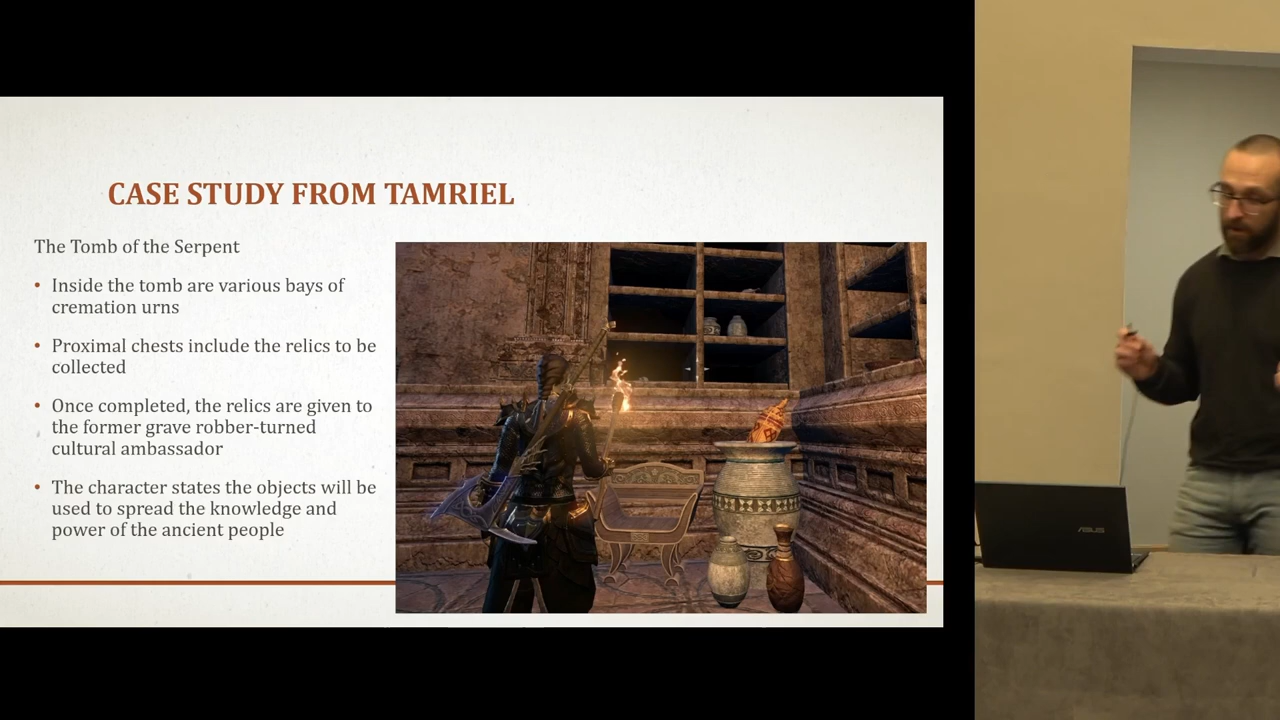 CASE STUDY FROM TAMRIEL
The Tomb of the Serpent
• Inside the tomb are various bays of
cremation urns
• Proximal chests include the relics to be
collected
• Once completed, the relics are given to
the former grave robber-turned
cultural ambassador
• The character states the objects will be
used to spread the knowledge and
power of the ancient people
ASUS